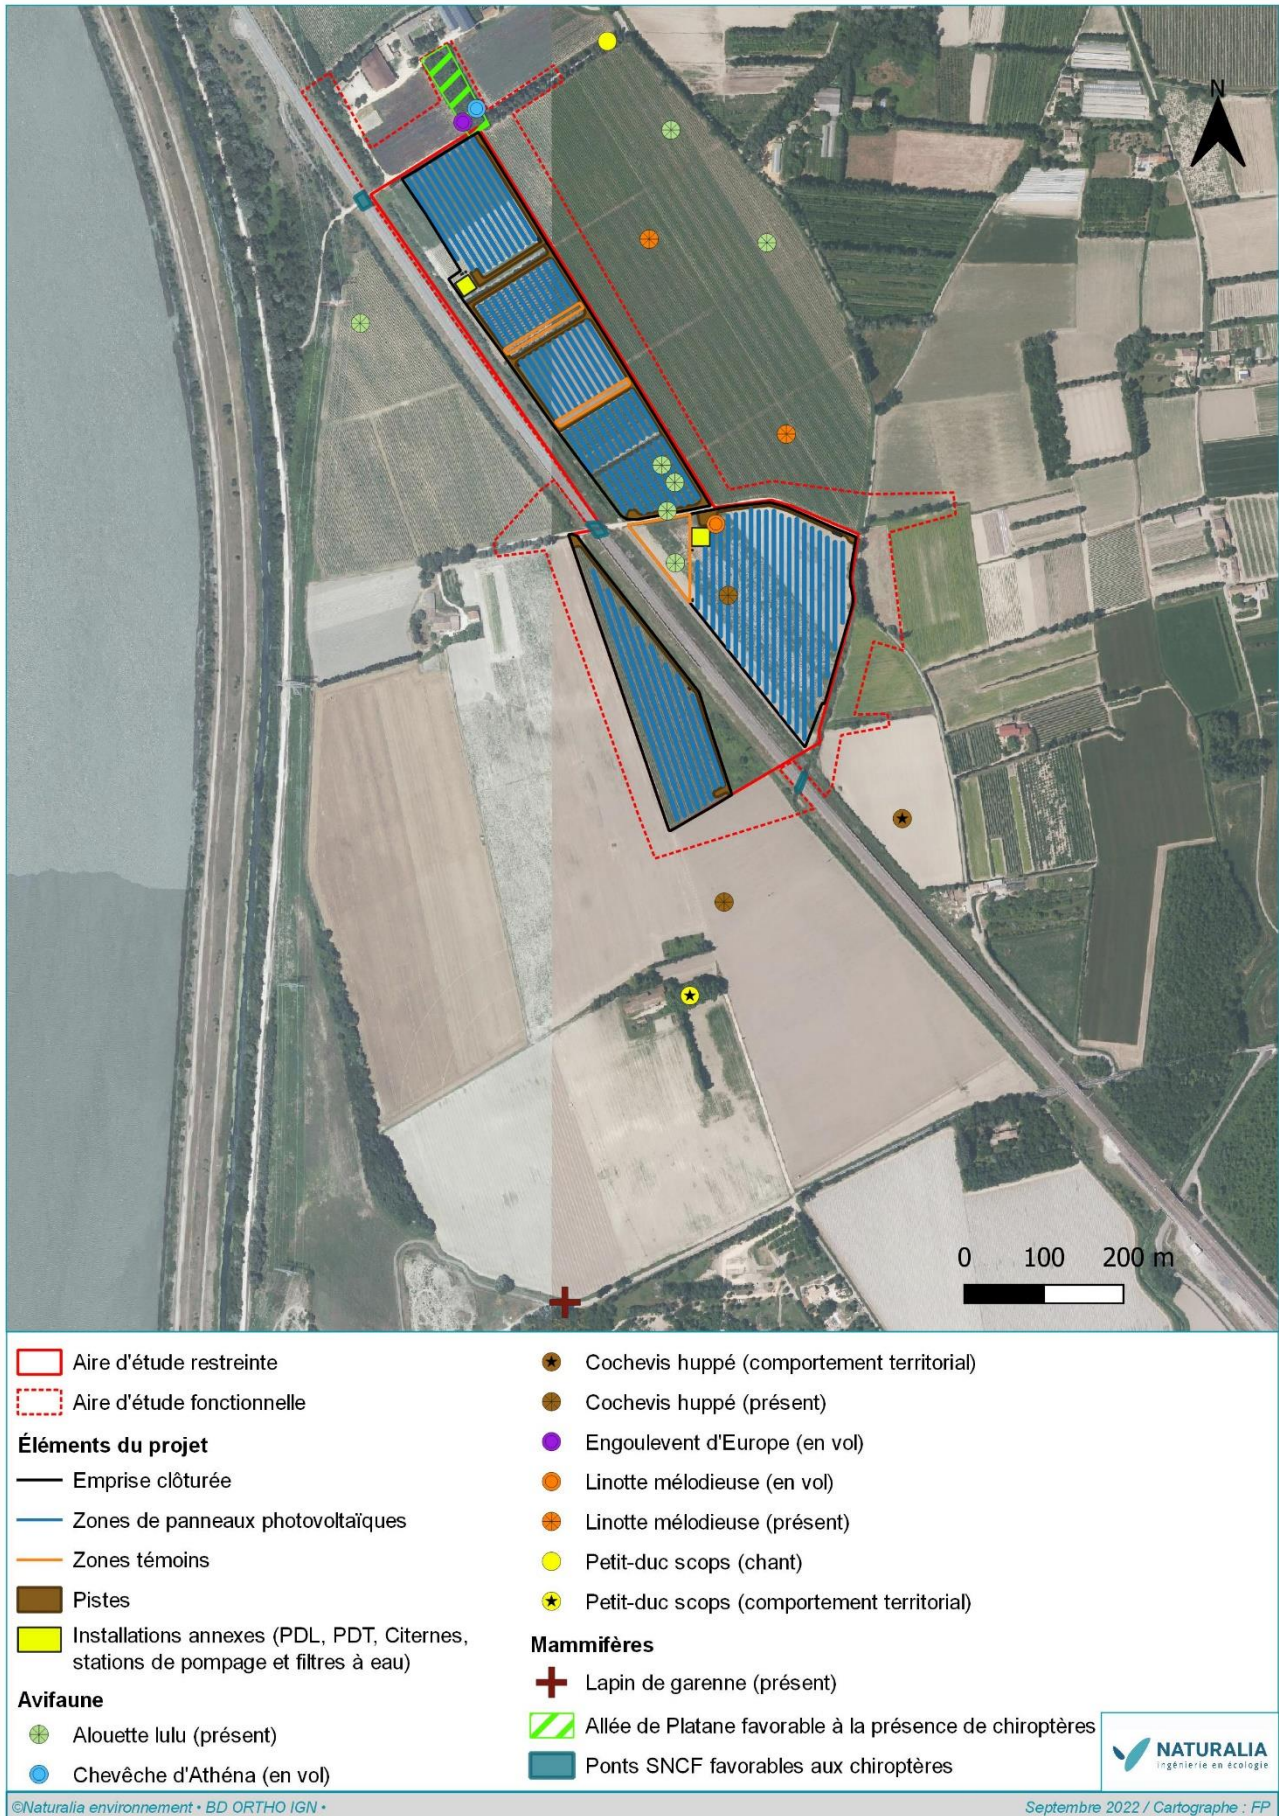 N
0 100 200 m
Aire d'étude restreinte
Aire d'étude fonctionnelle
Éléments du projet
Emprise clôturée
Zones de panneaux photovoltaïques
Zones témoins
Pistes
Installations annexes (PDL, PDT, Citernes,
stations de pompage et filtres à eau)
Avifaune
Alouette lulu (présent)
Chevêche d'Athéna (en vol)
Cochevis huppé (comportement territorial)
Cochevis huppé (présent)
Engoulevent d'Europe (en vol)
Linotte mélodieuse (en vol)
Linotte mélodieuse (présent)
Petit-duc scops (chant)
Petit-duc scops (comportement territorial)
Mammifères
Lapin de garenne (présent)
Allée de Platane favorable à la présence de chiroptères
Ponts SNCF favorables aux chiroptères
NATURALIA
Ingénierie en écologie
©Naturalia environnement • BD ORTHO IGN •
Septembre 2022 / Cartographe : FP